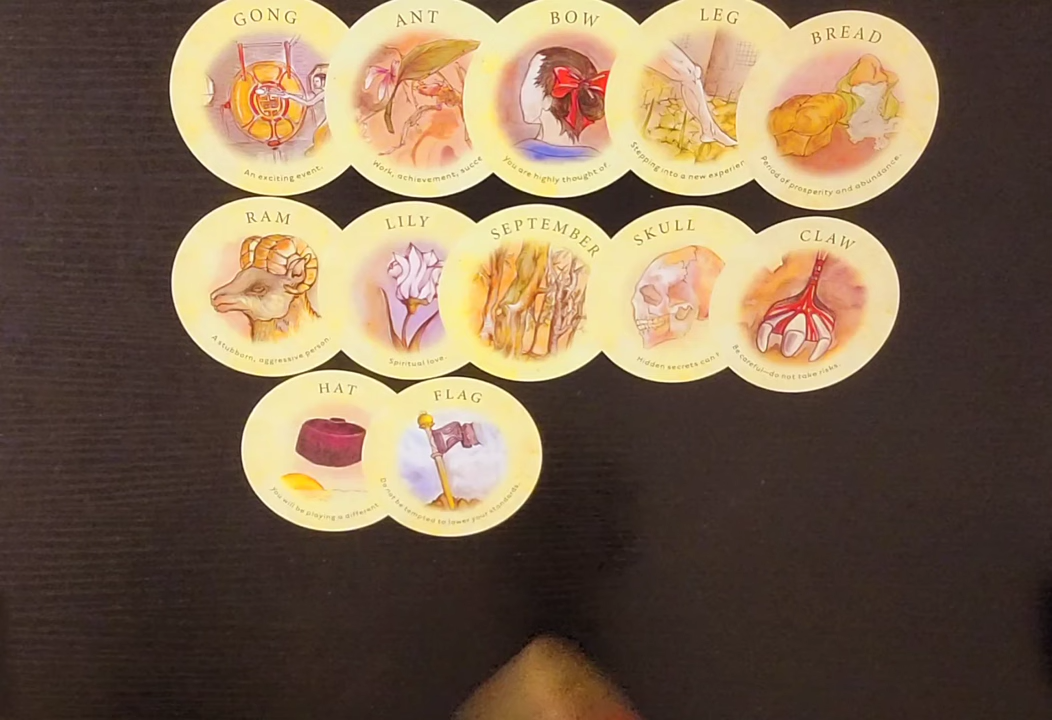 GONG
An exciting event.
ANT
Work, achievement, succe
BOW
You are highly thought of.
LEG
Stepping into a new experien
BREAD
Period of prosperity and abundance.
RAM
A stubborn, aggressive person.
LILY
Spiritual love.
SEPTEMBER
SKULL
Hidden secrets can't
CLAW
Be careful—do not take risks.
HAT
You will be playing a different
FLAG
Do not be tempted to lower your standards.